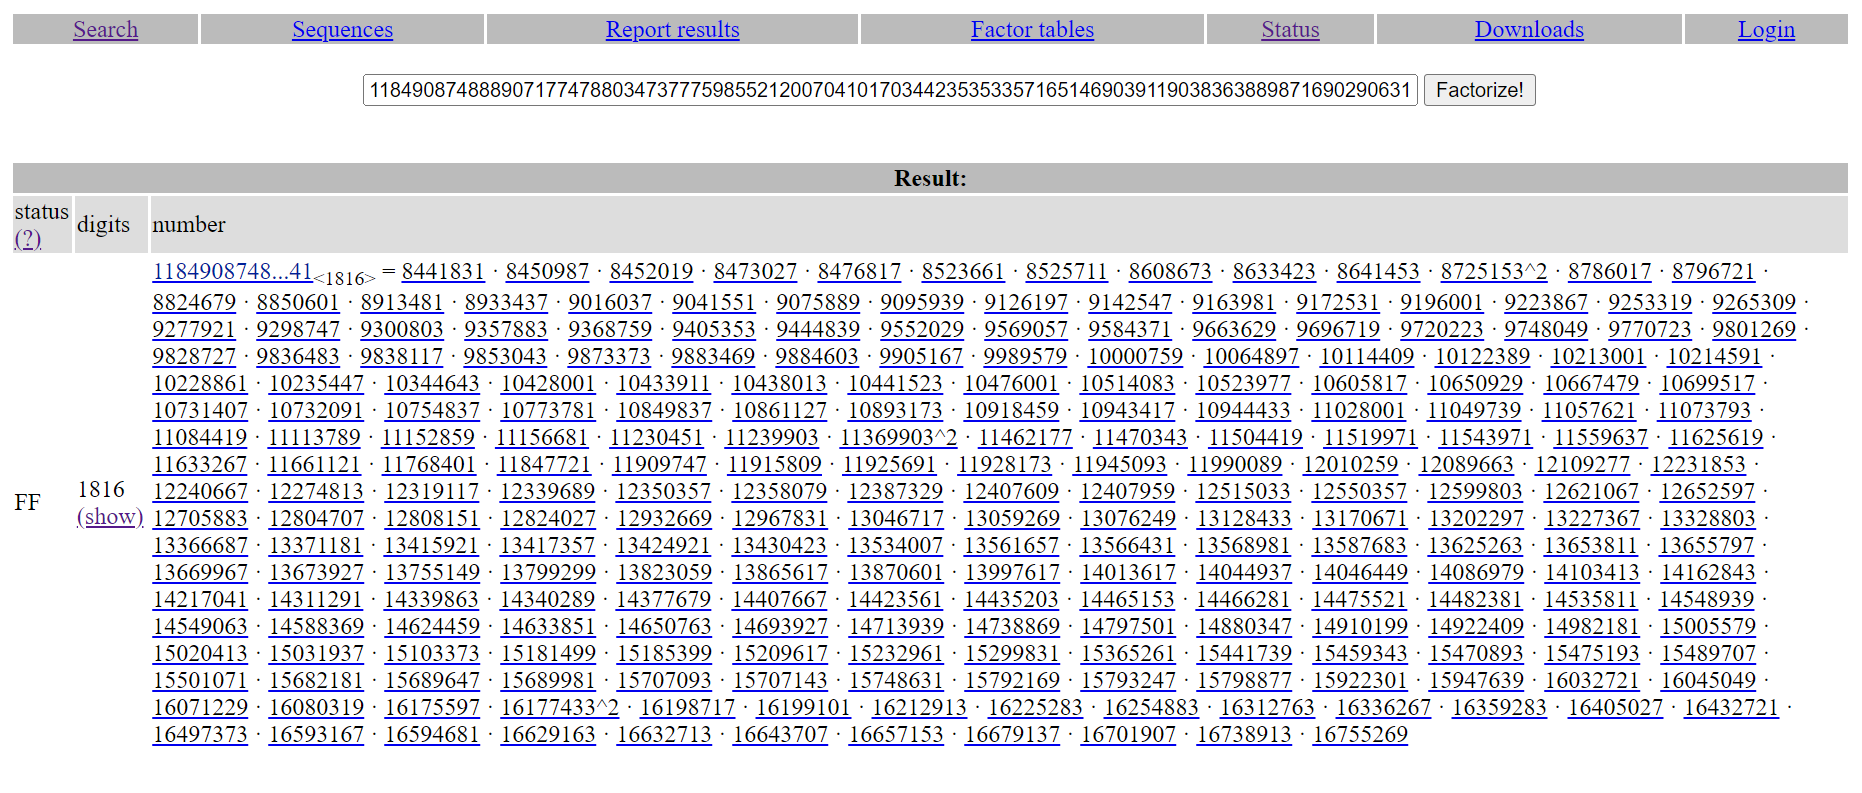 Search Sequences Report results Factor tables Status Downloads Login
1184908748889071774788034737775985521200704101703442353533571651469039119038363889871690290631 Factorize!
Result:
status (?) digits number
1184908748...41<1816> = 8441831 · 8450987 · 8452019 · 8473027 · 8476817 · 8523661 · 8525711 · 8608673 · 8633423 · 8641453 · 8725153^2 · 8786017 · 8796721 ·
8824679 · 8850601 · 8913481 · 8933437 · 9016037 · 9041551 · 9075889 · 9095939 · 9126197 · 9142547 · 9163981 · 9172531 · 9196001 · 9223867 · 9253319 · 9265309 ·
9277921 · 9298747 · 9300803 · 9357883 · 9368759 · 9405353 · 9444839 · 9552029 · 9569057 · 9584371 · 9663629 · 9696719 · 9720223 · 9748049 · 9770723 · 9801269 ·
9828727 · 9836483 · 9838117 · 9853043 · 9873373 · 9883469 · 9884603 · 9905167 · 9989579 · 10000759 · 10064897 · 10114409 · 10122389 · 10213001 · 10214591 ·
10228861 · 10235447 · 10344643 · 10428001 · 10433911 · 10438013 · 10441523 · 10476001 · 10514083 · 10523977 · 10605817 · 10650929 · 10667479 · 10699517 ·
10731407 · 10732091 · 10754837 · 10773781 · 10849837 · 10861127 · 10893173 · 10918459 · 10943417 · 10944433 · 11028001 · 11049739 · 11057621 · 11073793 ·
11084419 · 11113789 · 11152859 · 11156681 · 11230451 · 11239903 · 11369903^2 · 11462177 · 11470343 · 11504419 · 11519971 · 11543971 · 11559637 · 11625619 ·
11633267 · 11661121 · 11768401 · 11847721 · 11909747 · 11915809 · 11925691 · 11928173 · 11945093 · 11990089 · 12010259 · 12089663 · 12109277 · 12231853 ·
FF 1816 (show) 12240667 · 12274813 · 12319117 · 12339689 · 12350357 · 12358079 · 12387329 · 12407609 · 12407959 · 12515033 · 12550357 · 12599803 · 12621067 · 12652597 ·
12705883 · 12804707 · 12808151 · 12824027 · 12932669 · 12967831 · 13046717 · 13059269 · 13076249 · 13128433 · 13170671 · 13202297 · 13227367 · 13328803 ·
13366687 · 13371181 · 13415921 · 13417357 · 13424921 · 13430423 · 13534007 · 13561657 · 13566431 · 13568981 · 13587683 · 13625263 · 13653811 · 13655797 ·
13669967 · 13673927 · 13755149 · 13799299 · 13823059 · 13865617 · 13870601 · 13997617 · 14013617 · 14044937 · 14046449 · 14086979 · 14103413 · 14162843 ·
14217041 · 14311291 · 14339863 · 14340289 · 14377679 · 14407667 · 14423561 · 14435203 · 14465153 · 14466281 · 14475521 · 14482381 · 14535811 · 14548939 ·
14549063 · 14588369 · 14624459 · 14633851 · 14650763 · 14693927 · 14713939 · 14738869 · 14797501 · 14880347 · 14910199 · 14922409 · 14982181 · 15005579 ·
15020413 · 15031937 · 15103373 · 15181499 · 15185399 · 15209617 · 15232961 · 15299831 · 15365261 · 15441739 · 15459343 · 15470893 · 15475193 · 15489707 ·
15501071 · 15682181 · 15689647 · 15689981 · 15707093 · 15707143 · 15748631 · 15792169 · 15793247 · 15798877 · 15922301 · 15947639 · 16032721 · 16045049 ·
16071229 · 16080319 · 16175597 · 16177433^2 · 16198717 · 16199101 · 16212913 · 16225283 · 16254883 · 16312763 · 16336267 · 16359283 · 16405027 · 16432721 ·
16497373 · 16593167 · 16594681 · 16629163 · 16632713 · 16643707 · 16657153 · 16679137 · 16701907 · 16738913 · 16755269